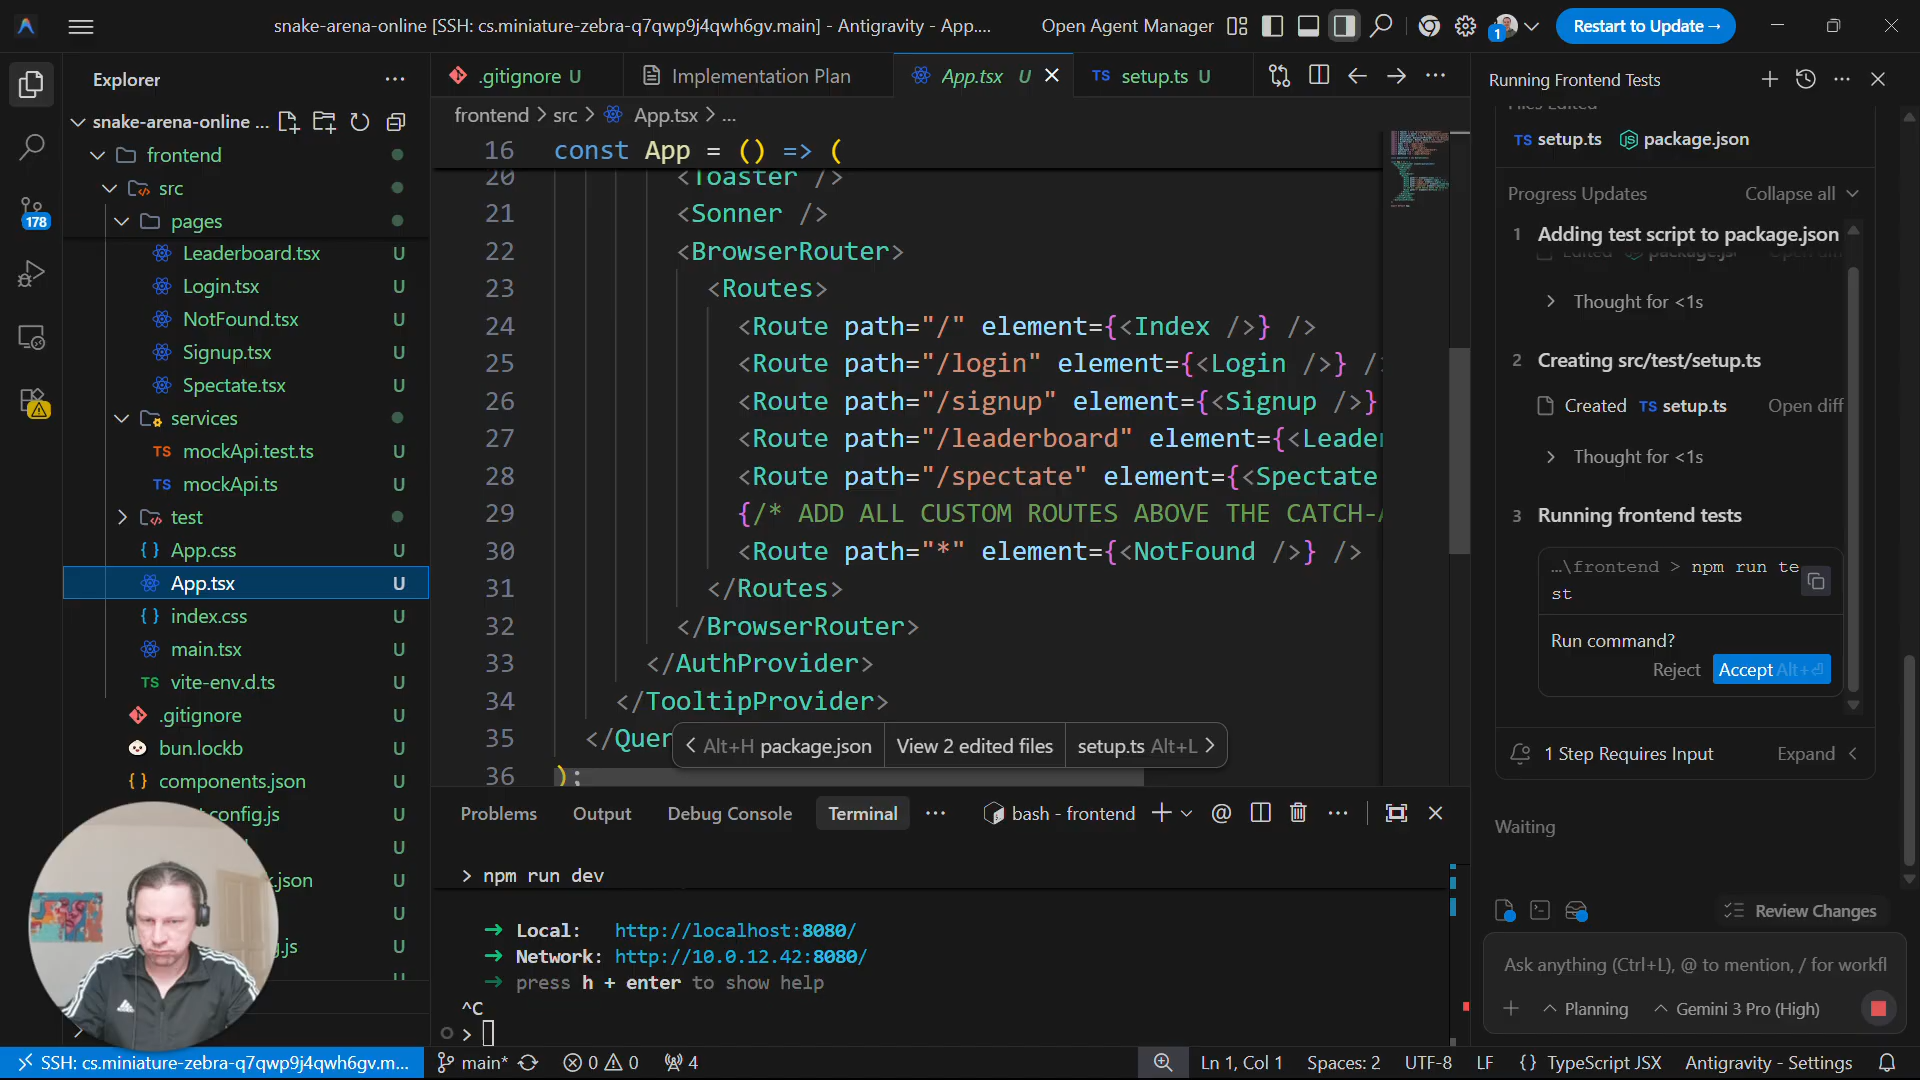 snake-arena-online [SSH: cs.miniature-zebra-q7qwp9j4qwh6gv.main] - Antigravity - App....
Open Agent Manager
1
Restart to Update →
Explorer
snake-arena-online ...
frontend
src
pages
Leaderboard.tsx U
Login.tsx U
NotFound.tsx U
Signup.tsx U
Spectate.tsx U
services
TS mockApi.test.ts U
TS mockApi.ts U
test
{} App.css U
App.tsx U
{} index.css U
main.tsx U
TS vite-env.d.ts U
.gitignore U
bun.lockb U
{} components.json U
config.js U
U
.json U
U
.js U
178
.gitignore U
Implementation Plan
App.tsx U
TS setup.ts U
frontend > src > App.tsx > ...
16 const App = () => (
20 <Toaster />
21 <Sonner />
22 <BrowserRouter>
23 <Routes>
24 <Route path="/" element={<Index />} />
25 <Route path="/login" element={<Login />} />
26 <Route path="/signup" element={<Signup />}
27 <Route path="/leaderboard" element={<Leader
28 <Route path="/spectate" element={<Spectate
29 {/* ADD ALL CUSTOM ROUTES ABOVE THE CATCH-A
30 <Route path="*" element={<NotFound />} />
31 </Routes>
32 </BrowserRouter>
33 </AuthProvider>
34 </TooltipProvider>
35 </Quer
36 );
< Alt+H package.json
View 2 edited files
setup.ts Alt+L >
Problems
Output
Debug Console
Terminal
bash - frontend
> npm run dev
➜ Local: http://localhost:8080/
➜ Network: http://10.0.12.42:8080/
➜ press h + enter to show help
^C
>
Running Frontend Tests
Files Edited
TS setup.ts
package.json
Progress Updates
Collapse all
1 Adding test script to package.json
Edited package.js Open diff
Thought for <1s
2 Creating src/test/setup.ts
Created TS setup.ts Open diff
Thought for <1s
3 Running frontend tests
...\frontend > npm run te
st
Run command?
Reject
Accept Alt+⏎
1 Step Requires Input
Expand
Waiting
Review Changes
Ask anything (Ctrl+L), @ to mention, / for workfl
Planning
Gemini 3 Pro (High)
SSH: cs.miniature-zebra-q7qwp9j4qwh6gv.m...
main*
0
0
4
Ln 1, Col 1
Spaces: 2
UTF-8
LF
{} TypeScript JSX
Antigravity - Settings